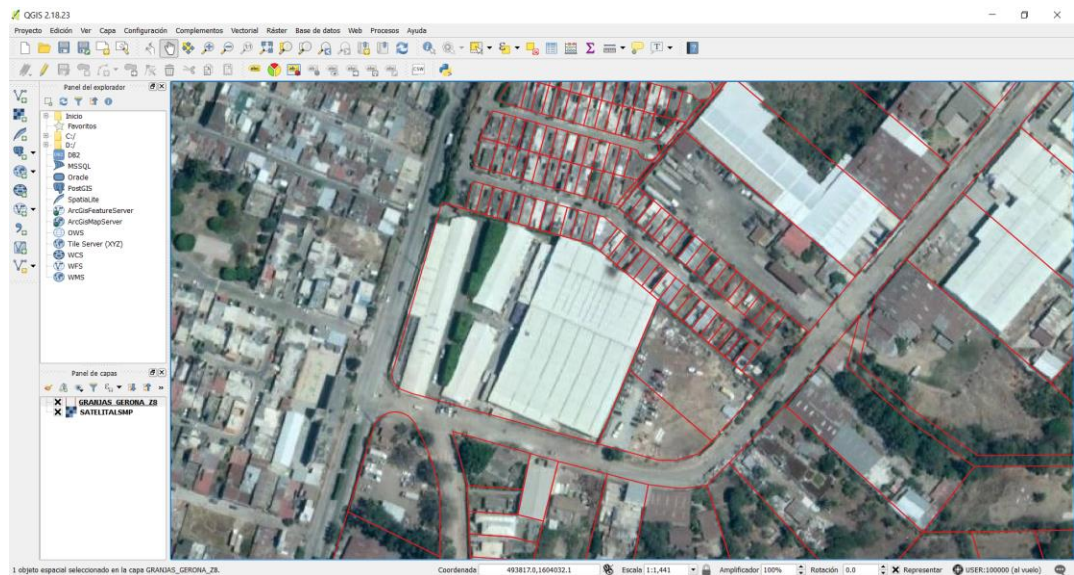 QGIS 2.18.23
Proyecto Edición Ver Capa Configuración Complementos Vectorial Ráster Base de datos Web Procesos Ayuda
Panel del explorador
Inicio
Favoritos
C:/
D:/
DB2
MSSQL
Oracle
PostGIS
SpatiaLite
ArcGisFeatureServer
ArcGisMapServer
OWS
Tile Server (XYZ)
WCS
WFS
WMS
Panel de capas
GRANJAS_GERONA_Z8
SATELITALSMP
1 objeto espacial seleccionado en la capa GRANJAS_GERONA_Z8.
Coordenada 493817.0,1604032.1 Escala 1:1,441 Amplificador 100% Rotación 0.0 Representar USER:100000 (al vuelo)